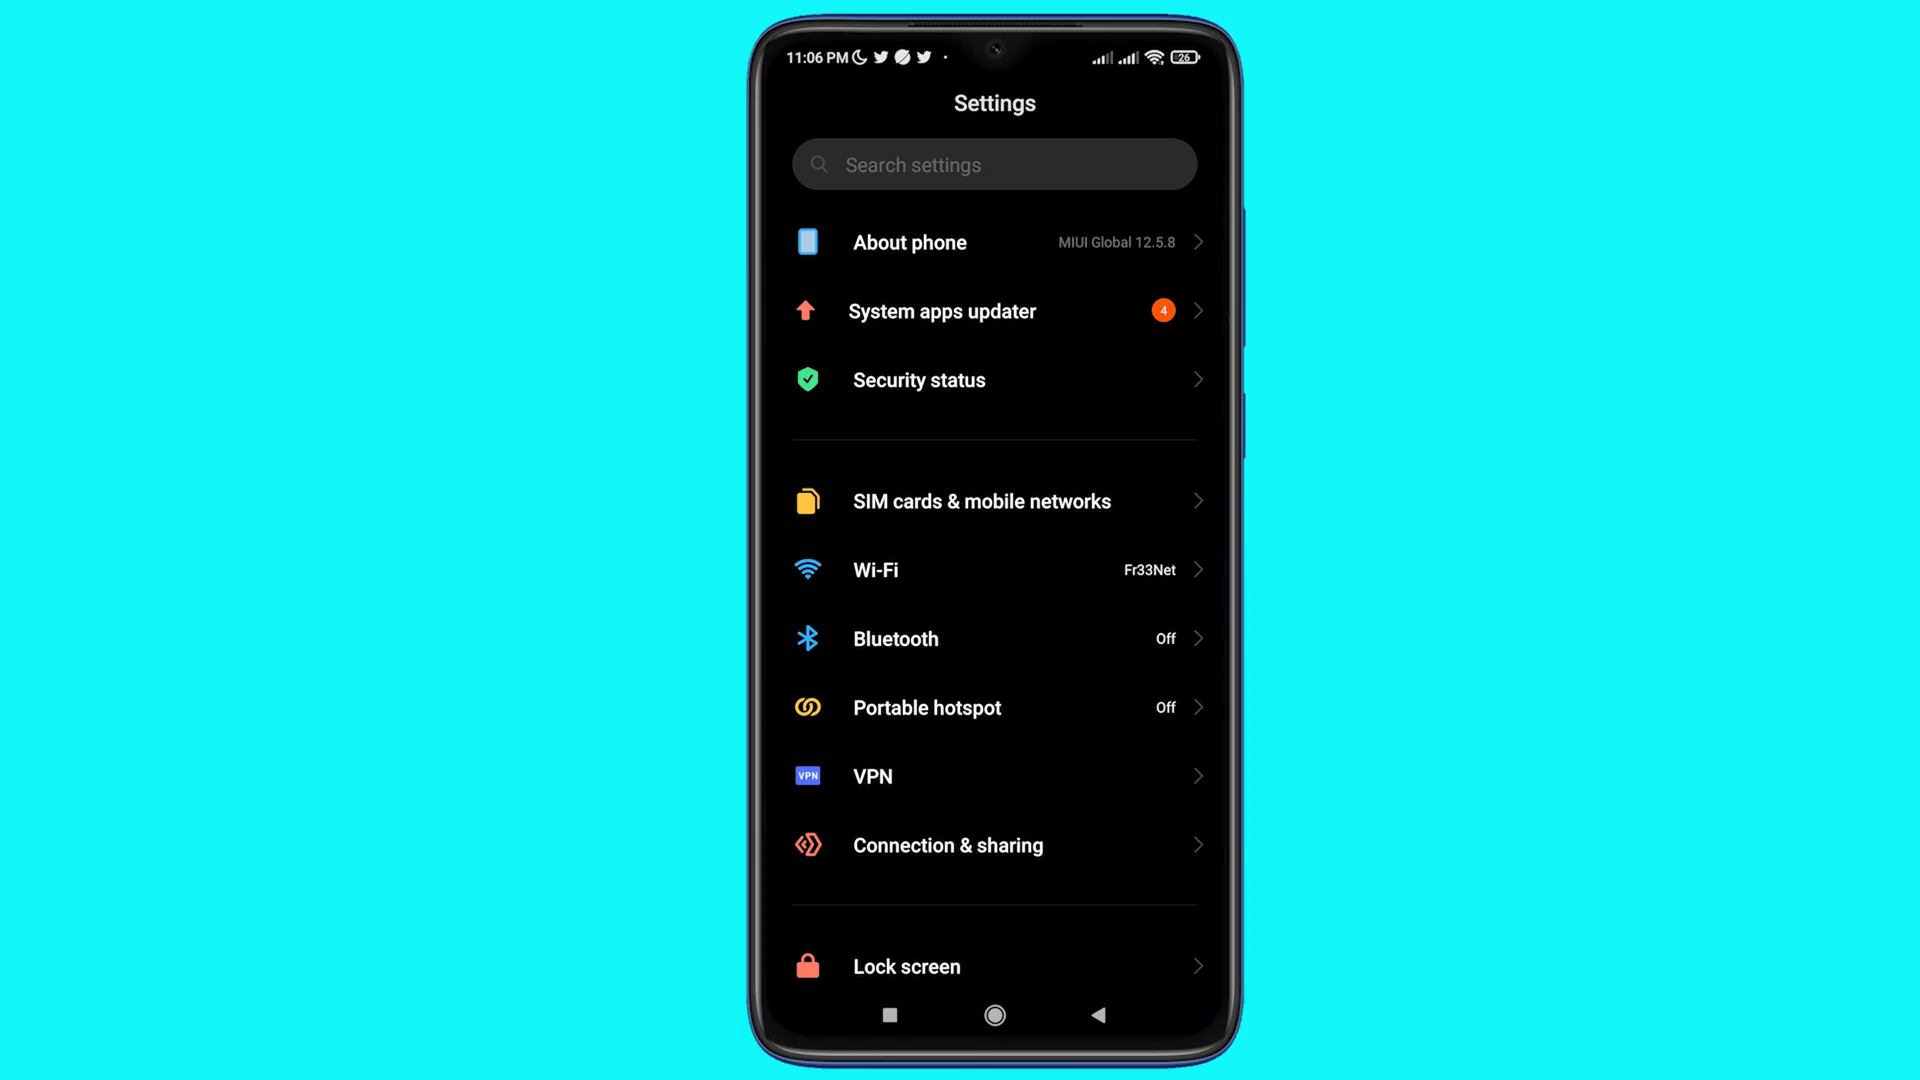 11:06 PM
26
Settings
Search settings
About phone MIUI Global 12.5.8
System apps updater 4
Security status
SIM cards & mobile networks
Wi-Fi Fr33Net
Bluetooth Off
Portable hotspot Off
VPN VPN
Connection & sharing
Lock screen